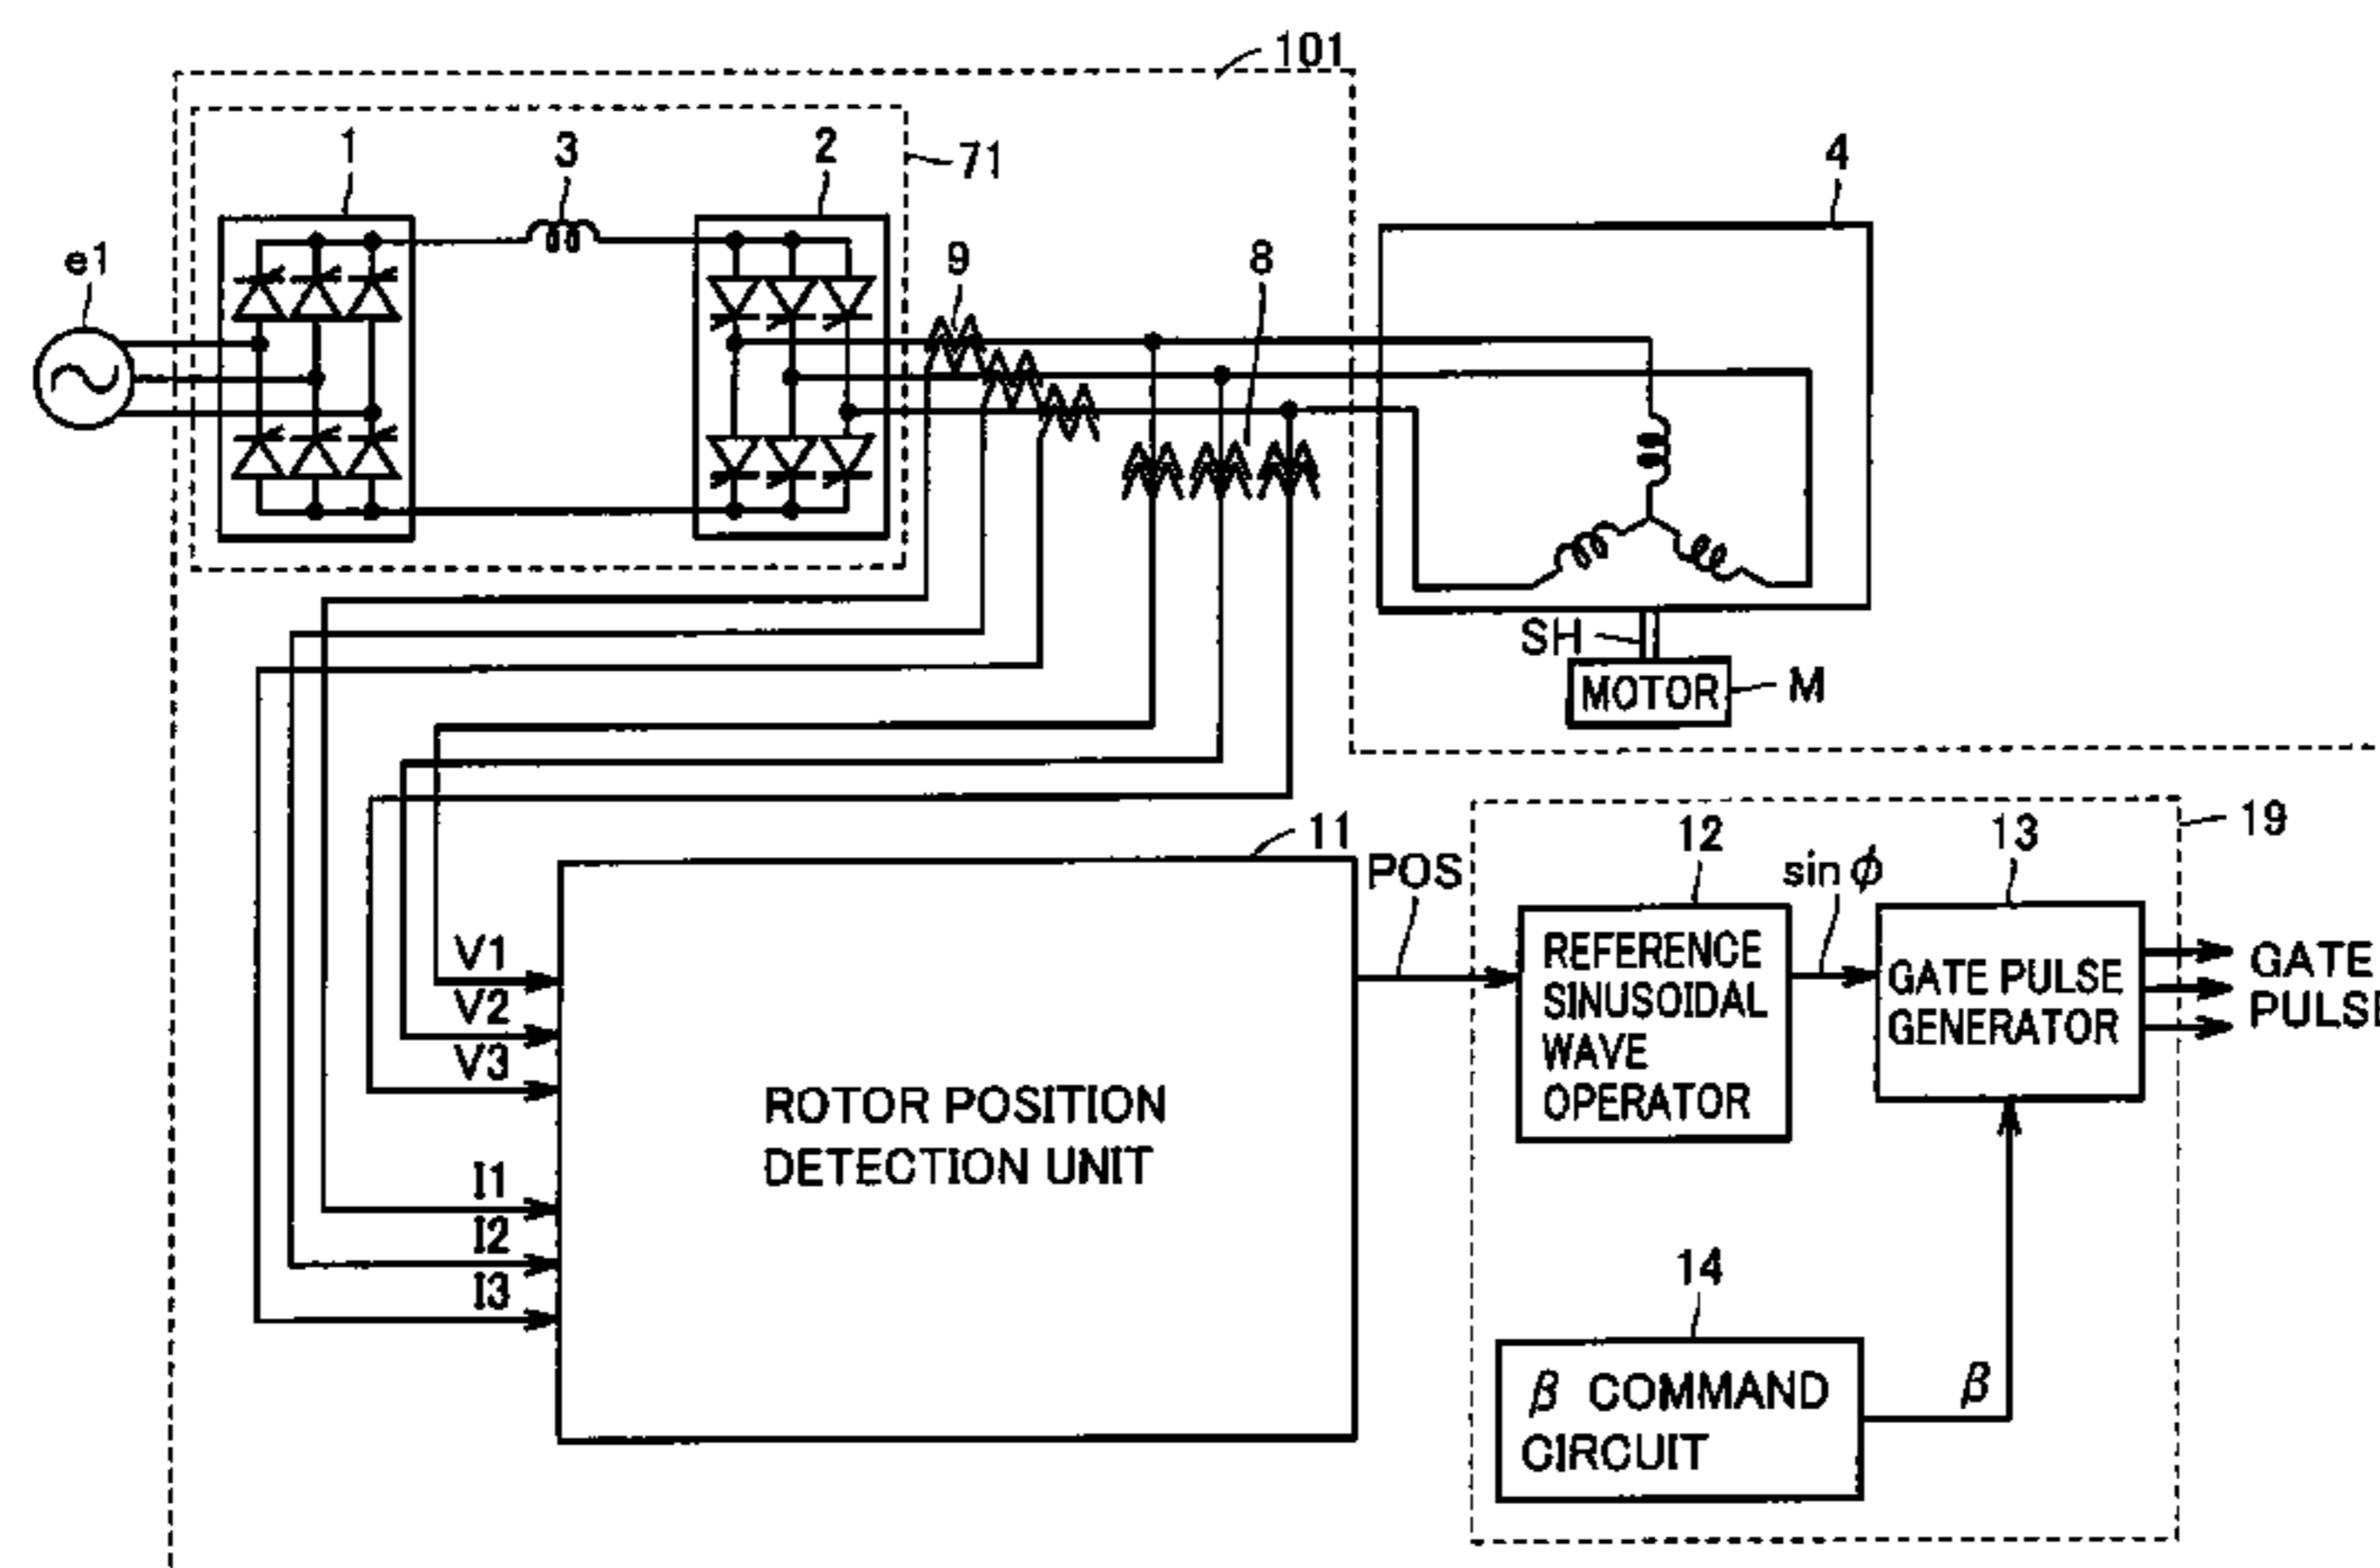 101
1
3
2
71
4
e1
9
8
SH
MOTOR
M
11
POS
12
sin ϕ
13
19
V1
V2
V3
REFERENCE
SINUSOIDAL
WAVE
OPERATOR
GATE PULSE
GENERATOR
GATE
PULSE
ROTOR POSITION
DETECTION UNIT
I1
I2
I3
14
β COMMAND
CIRCUIT
β